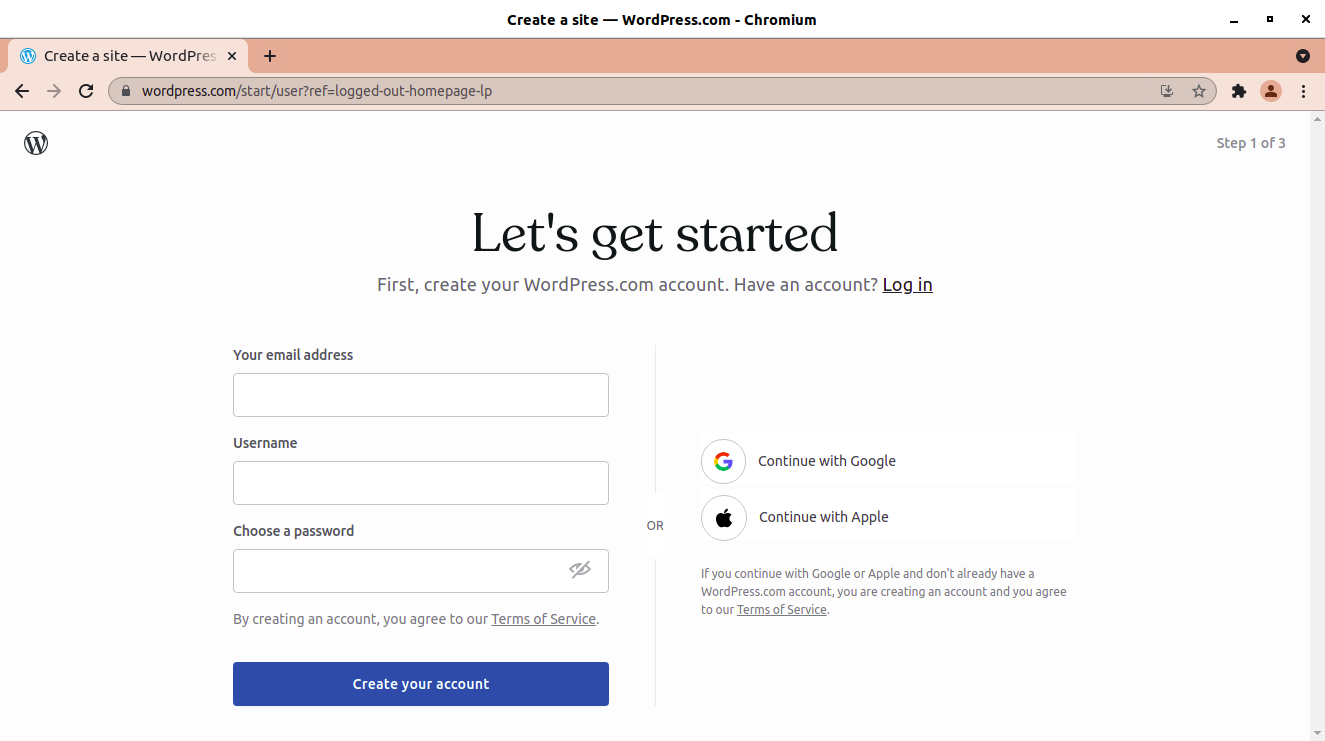 Create a site — WordPress.com - Chromium
Create a site — WordPres
wordpress.com/start/user?ref=logged-out-homepage-lp
Step 1 of 3
Let's get started
First, create your WordPress.com account. Have an account? Log in
Your email address
Username
Choose a password
By creating an account, you agree to our Terms of Service.
Create your account
OR
Continue with Google
Continue with Apple
If you continue with Google or Apple and don't already have a
WordPress.com account, you are creating an account and you agree
to our Terms of Service.